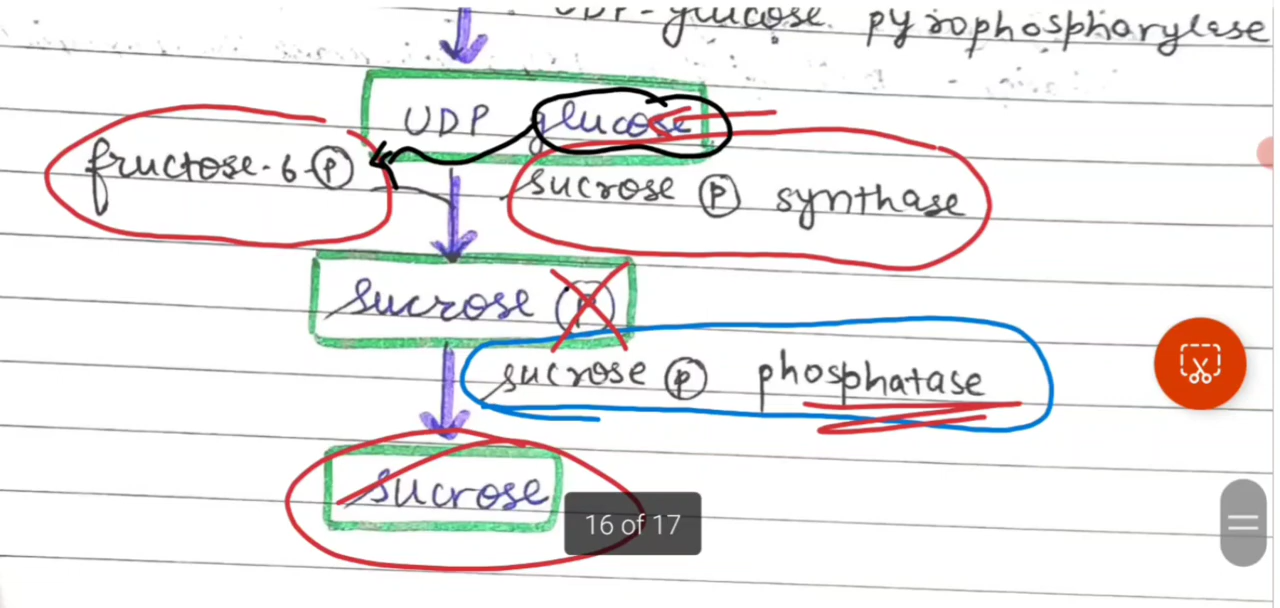 UDP-glucose pyrophosphorylase
UDP glucose
fructose-6-Ⓟ
sucrose Ⓟ synthase
sucrose Ⓟ
sucrose Ⓟ phosphatase
sucrose
16 of 17